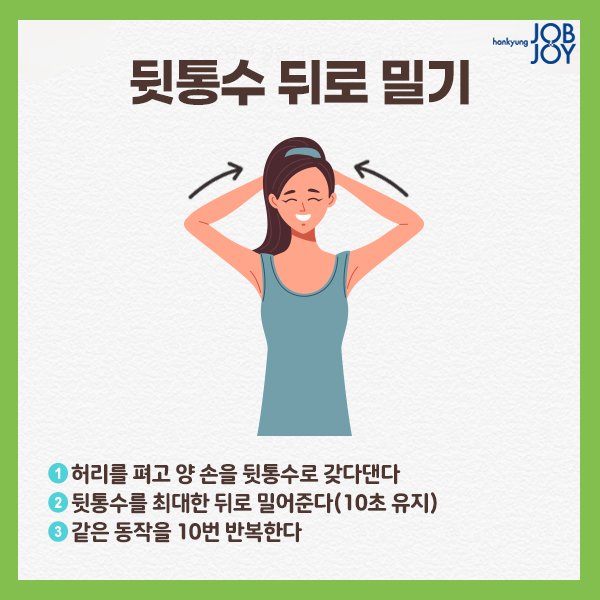 hankyung JOB
JOY
뒷통수 뒤로 밀기
1 허리를 펴고 양 손을 뒷통수로 갖다댄다
2 뒷통수를 최대한 뒤로 밀어준다(10초 유지)
3 같은 동작을 10번 반복한다